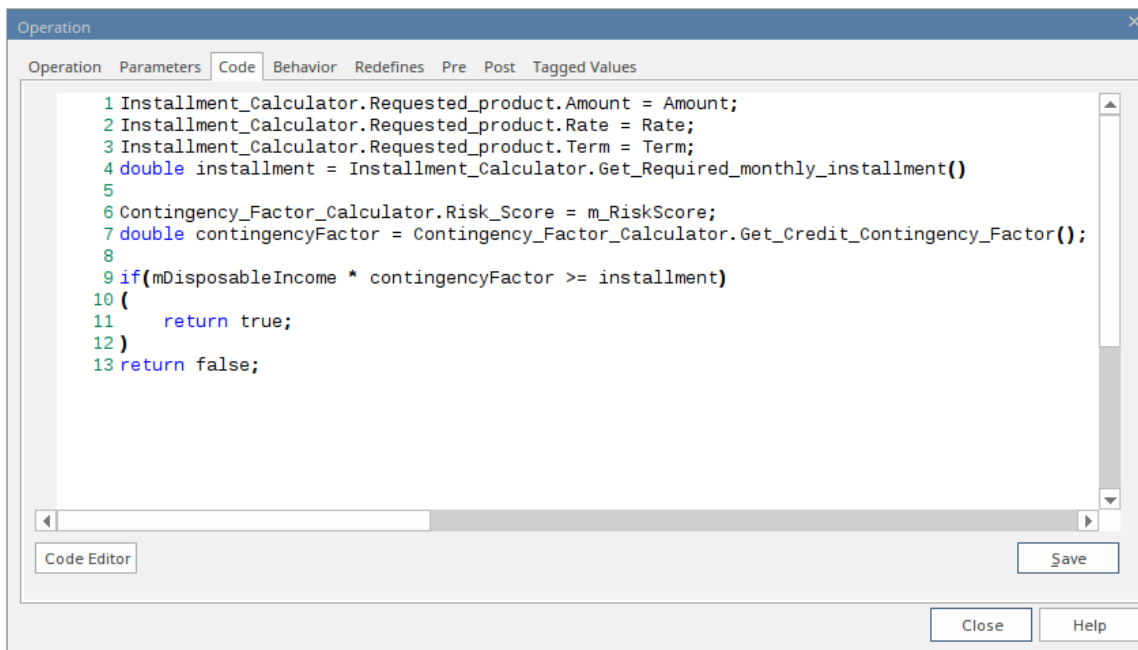 Operation
Operation Parameters Code Behavior Redefines Pre Post Tagged Values
1 Installment_Calculator.Requested_product.Amount = Amount;
2 Installment_Calculator.Requested_product.Rate = Rate;
3 Installment_Calculator.Requested_product.Term = Term;
4 double installment = Installment_Calculator.Get_Required_monthly_installment()
5
6 Contingency_Factor_Calculator.Risk_Score = m_RiskScore;
7 double contingencyFactor = Contingency_Factor_Calculator.Get_Credit_Contingency_Factor();
8
9 if(mDisposableIncome * contingencyFactor >= installment)
10 (
11     return true;
12 )
13 return false;
Code Editor Save
Close Help